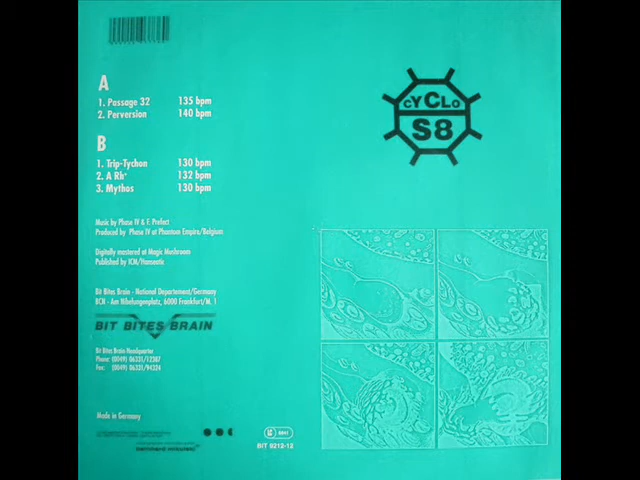 A
1. Passage 32 135 bpm
2. Perversion 140 bpm
B
1. Trip-Tychon 130 bpm
2. A Rh⁺ 132 bpm
3. Mythos 130 bpm
Music by Phase IV & F. Prefect
Produced by Phase IV at Phantom Empire/Belgium
Digitally mastered at Magic Mushroom
Published by ICM/Hanseatic
Bit Bites Brain - National Departement/Germany
BCN - Am Nibelungenplatz, 6000 Frankfurt/M. 1
BIT BITES BRAIN
Bit Bites Brain-Headquarter
Phone: (0049) 06331/12387
Fax: (0049) 06331/94324
Made in Germany
CYCLO
S8
BIT 9212-12